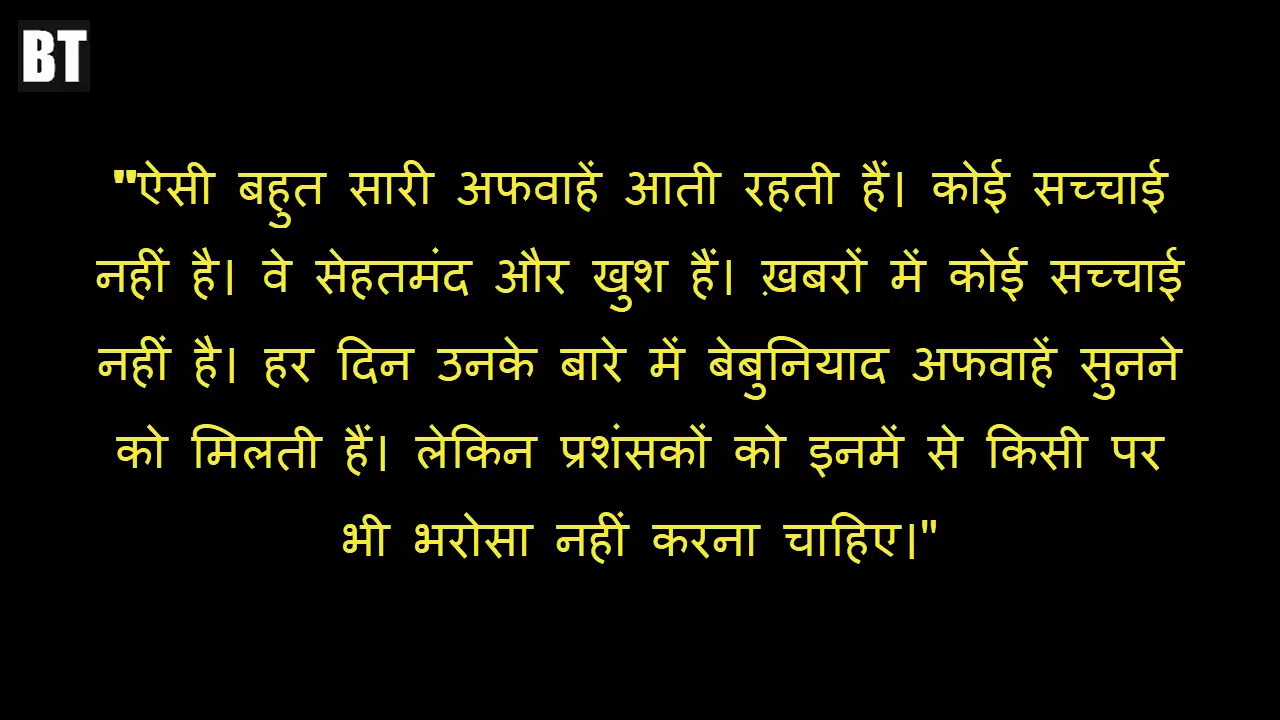 BT
"ऐसी बहुत सारी अफवाहें आती रहती हैं। कोई सच्चाई
नहीं है। वे सेहतमंद और खुश हैं। ख़बरों में कोई सच्चाई
नहीं है। हर दिन उनके बारे में बेबुनियाद अफवाहें सुनने
को मिलती हैं। लेकिन प्रशंसकों को इनमें से किसी पर
भी भरोसा नहीं करना चाहिए।"